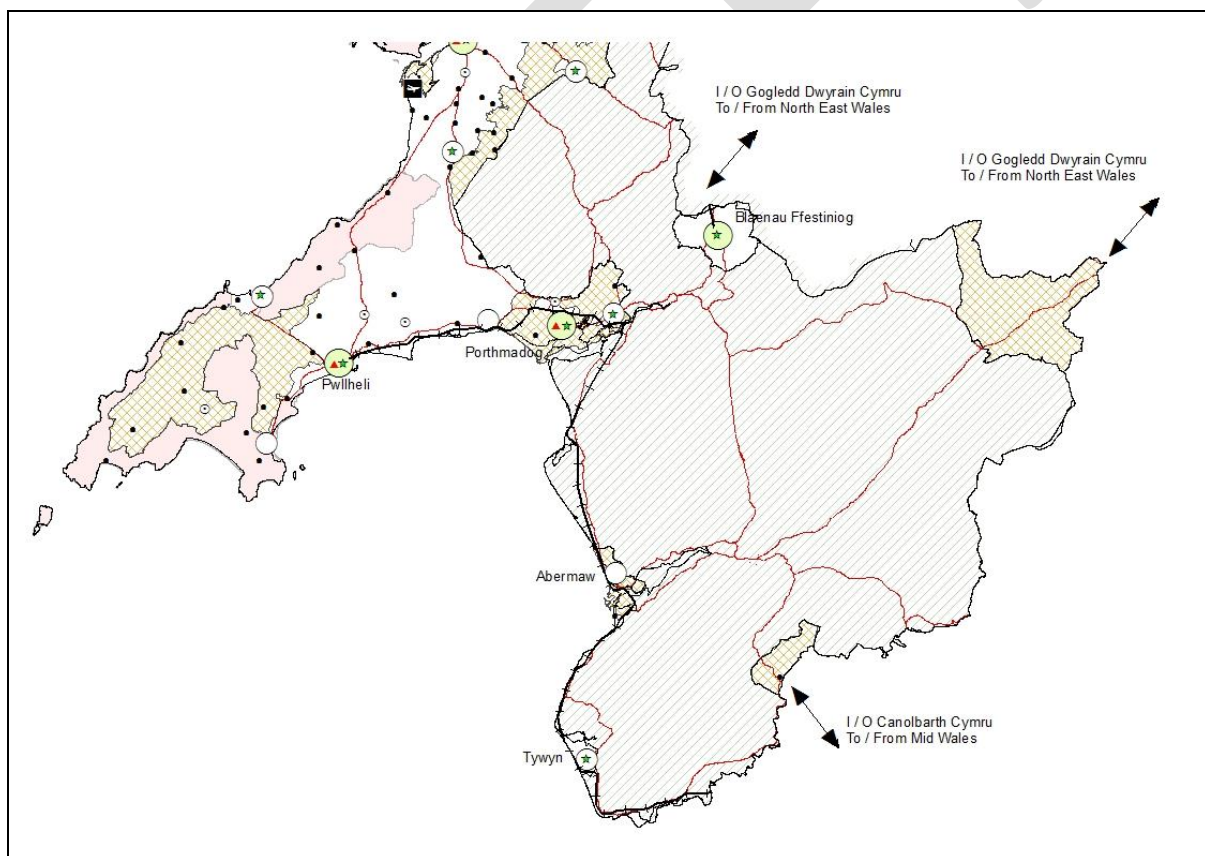 I / O Gogledd Dwyrain Cymru
To / From North East Wales
I / O Gogledd Dwyrain Cymru
To / From North East Wales
Blaenau Ffestiniog
Porthmadog
Pwllheli
Abermaw
I / O Canolbarth Cymru
To / From Mid Wales
Tywyn